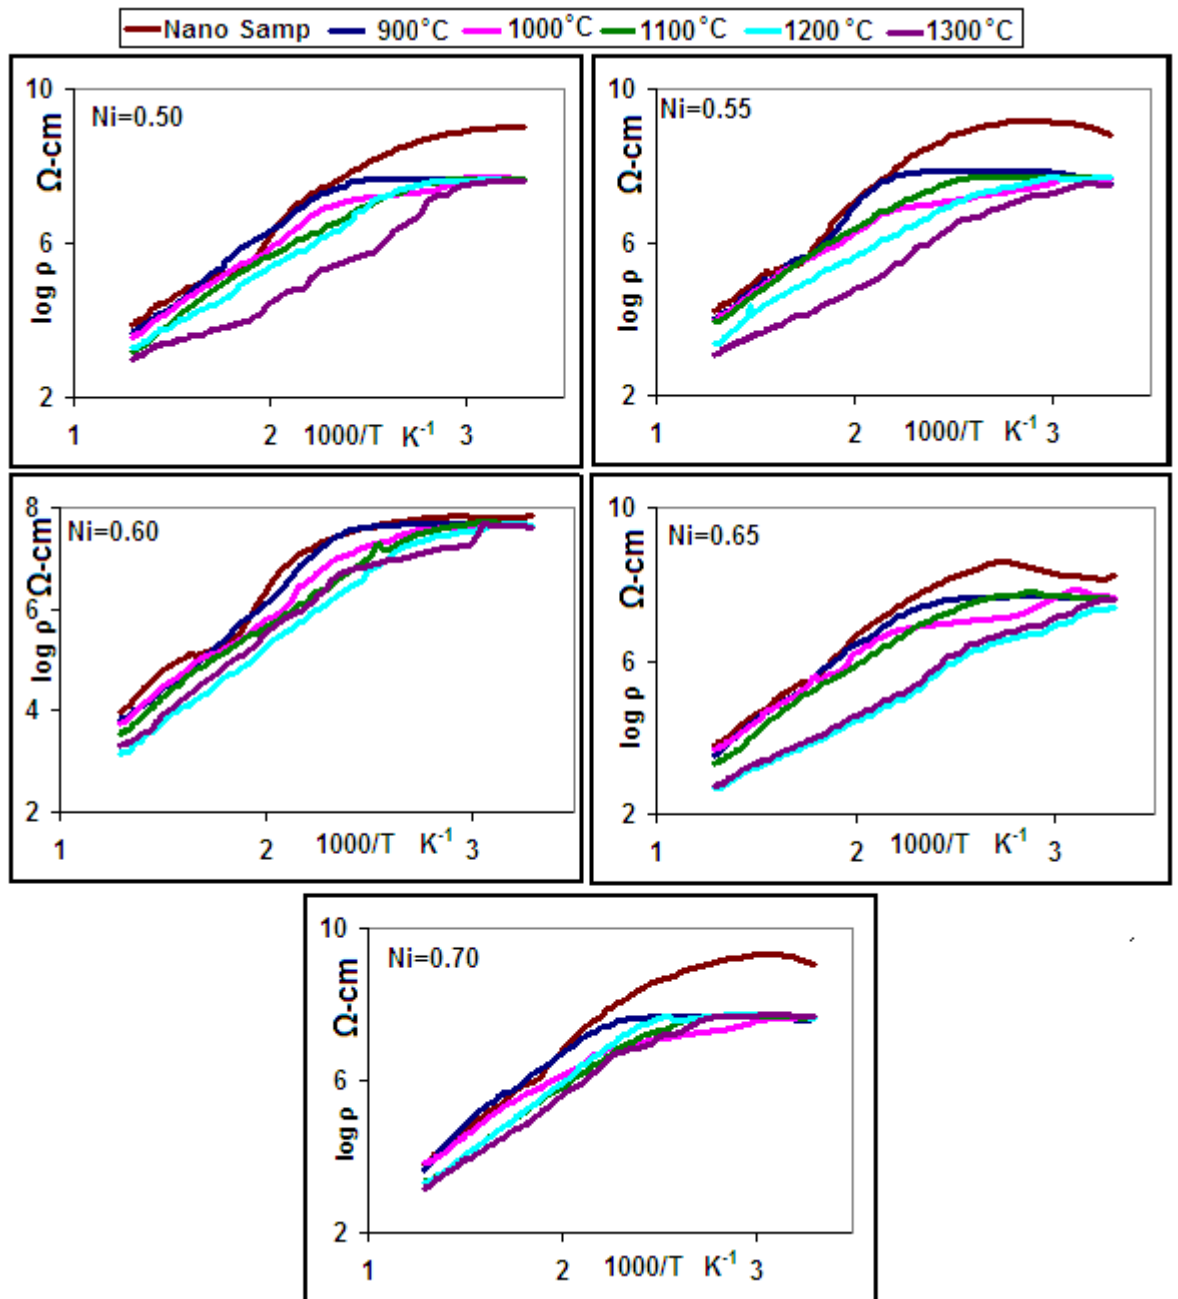 Nano Samp 900°C 1000°C 1100°C 1200°C 1300°C
Ni=0.50
log ρ Ω-cm
10
6
2
1 2 1000/T K⁻¹ 3
Ni=0.55
log ρ Ω-cm
10
6
2
1 2 1000/T K⁻¹ 3
Ni=0.60
log ρ Ω-cm
8
6
4
2
1 2 1000/T K⁻¹ 3
Ni=0.65
log ρ Ω-cm
10
6
2
1 2 1000/T K⁻¹ 3
Ni=0.70
log ρ Ω-cm
10
6
2
1 2 1000/T K⁻¹ 3